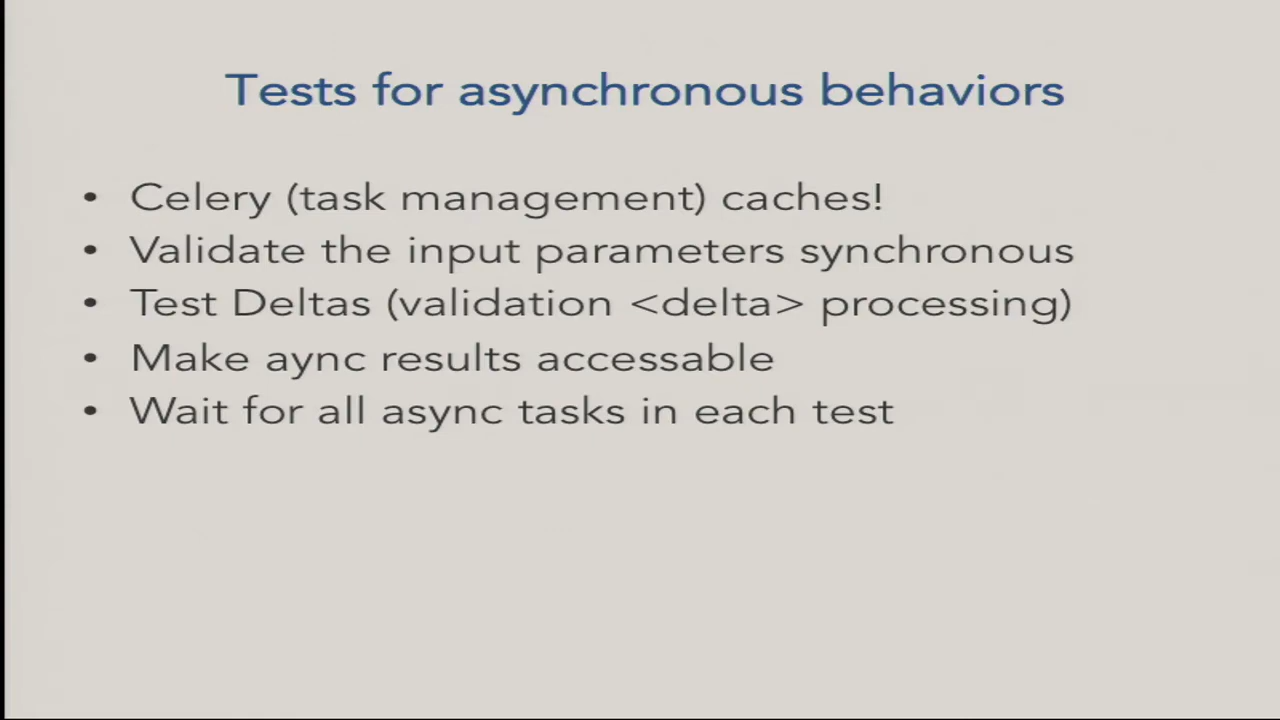 Tests for asynchronous behaviors
• Celery (task management) caches!
• Validate the input parameters synchronous
• Test Deltas (validation <delta> processing)
• Make aync results accessable
• Wait for all async tasks in each test